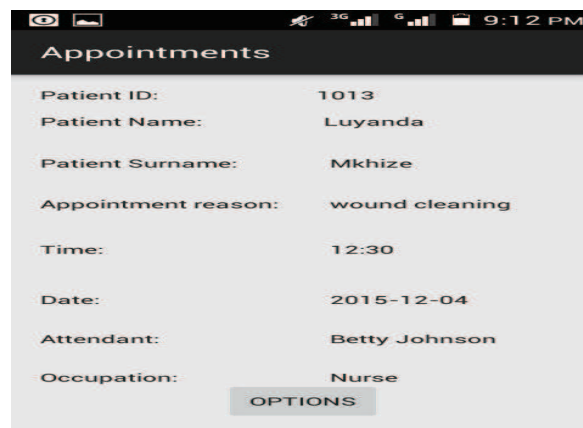 3G G 9:12 PM
Appointments
Patient ID: 1013
Patient Name: Luyanda
Patient Surname: Mkhize
Appointment reason: wound cleaning
Time: 12:30
Date: 2015-12-04
Attendant: Betty Johnson
Occupation: Nurse
OPTIONS